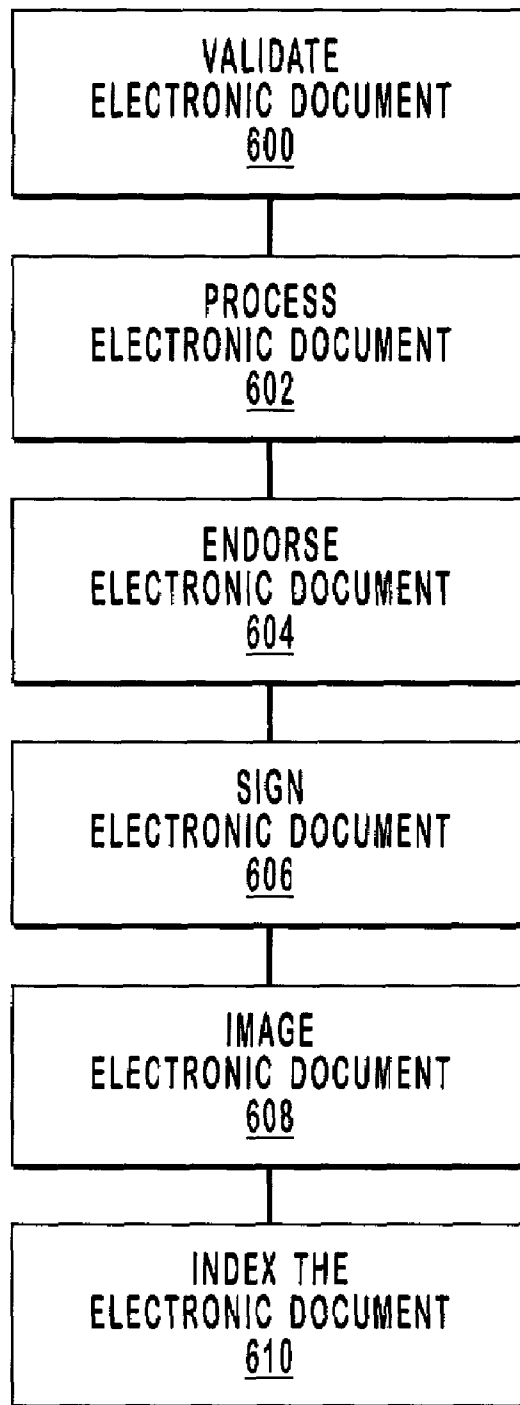 VALIDATE
ELECTRONIC DOCUMENT
600
PROCESS
ELECTRONIC DOCUMENT
602
ENDORSE
ELECTRONIC DOCUMENT
604
SIGN
ELECTRONIC DOCUMENT
606
IMAGE
ELECTRONIC DOCUMENT
608
INDEX THE
ELECTRONIC DOCUMENT
610